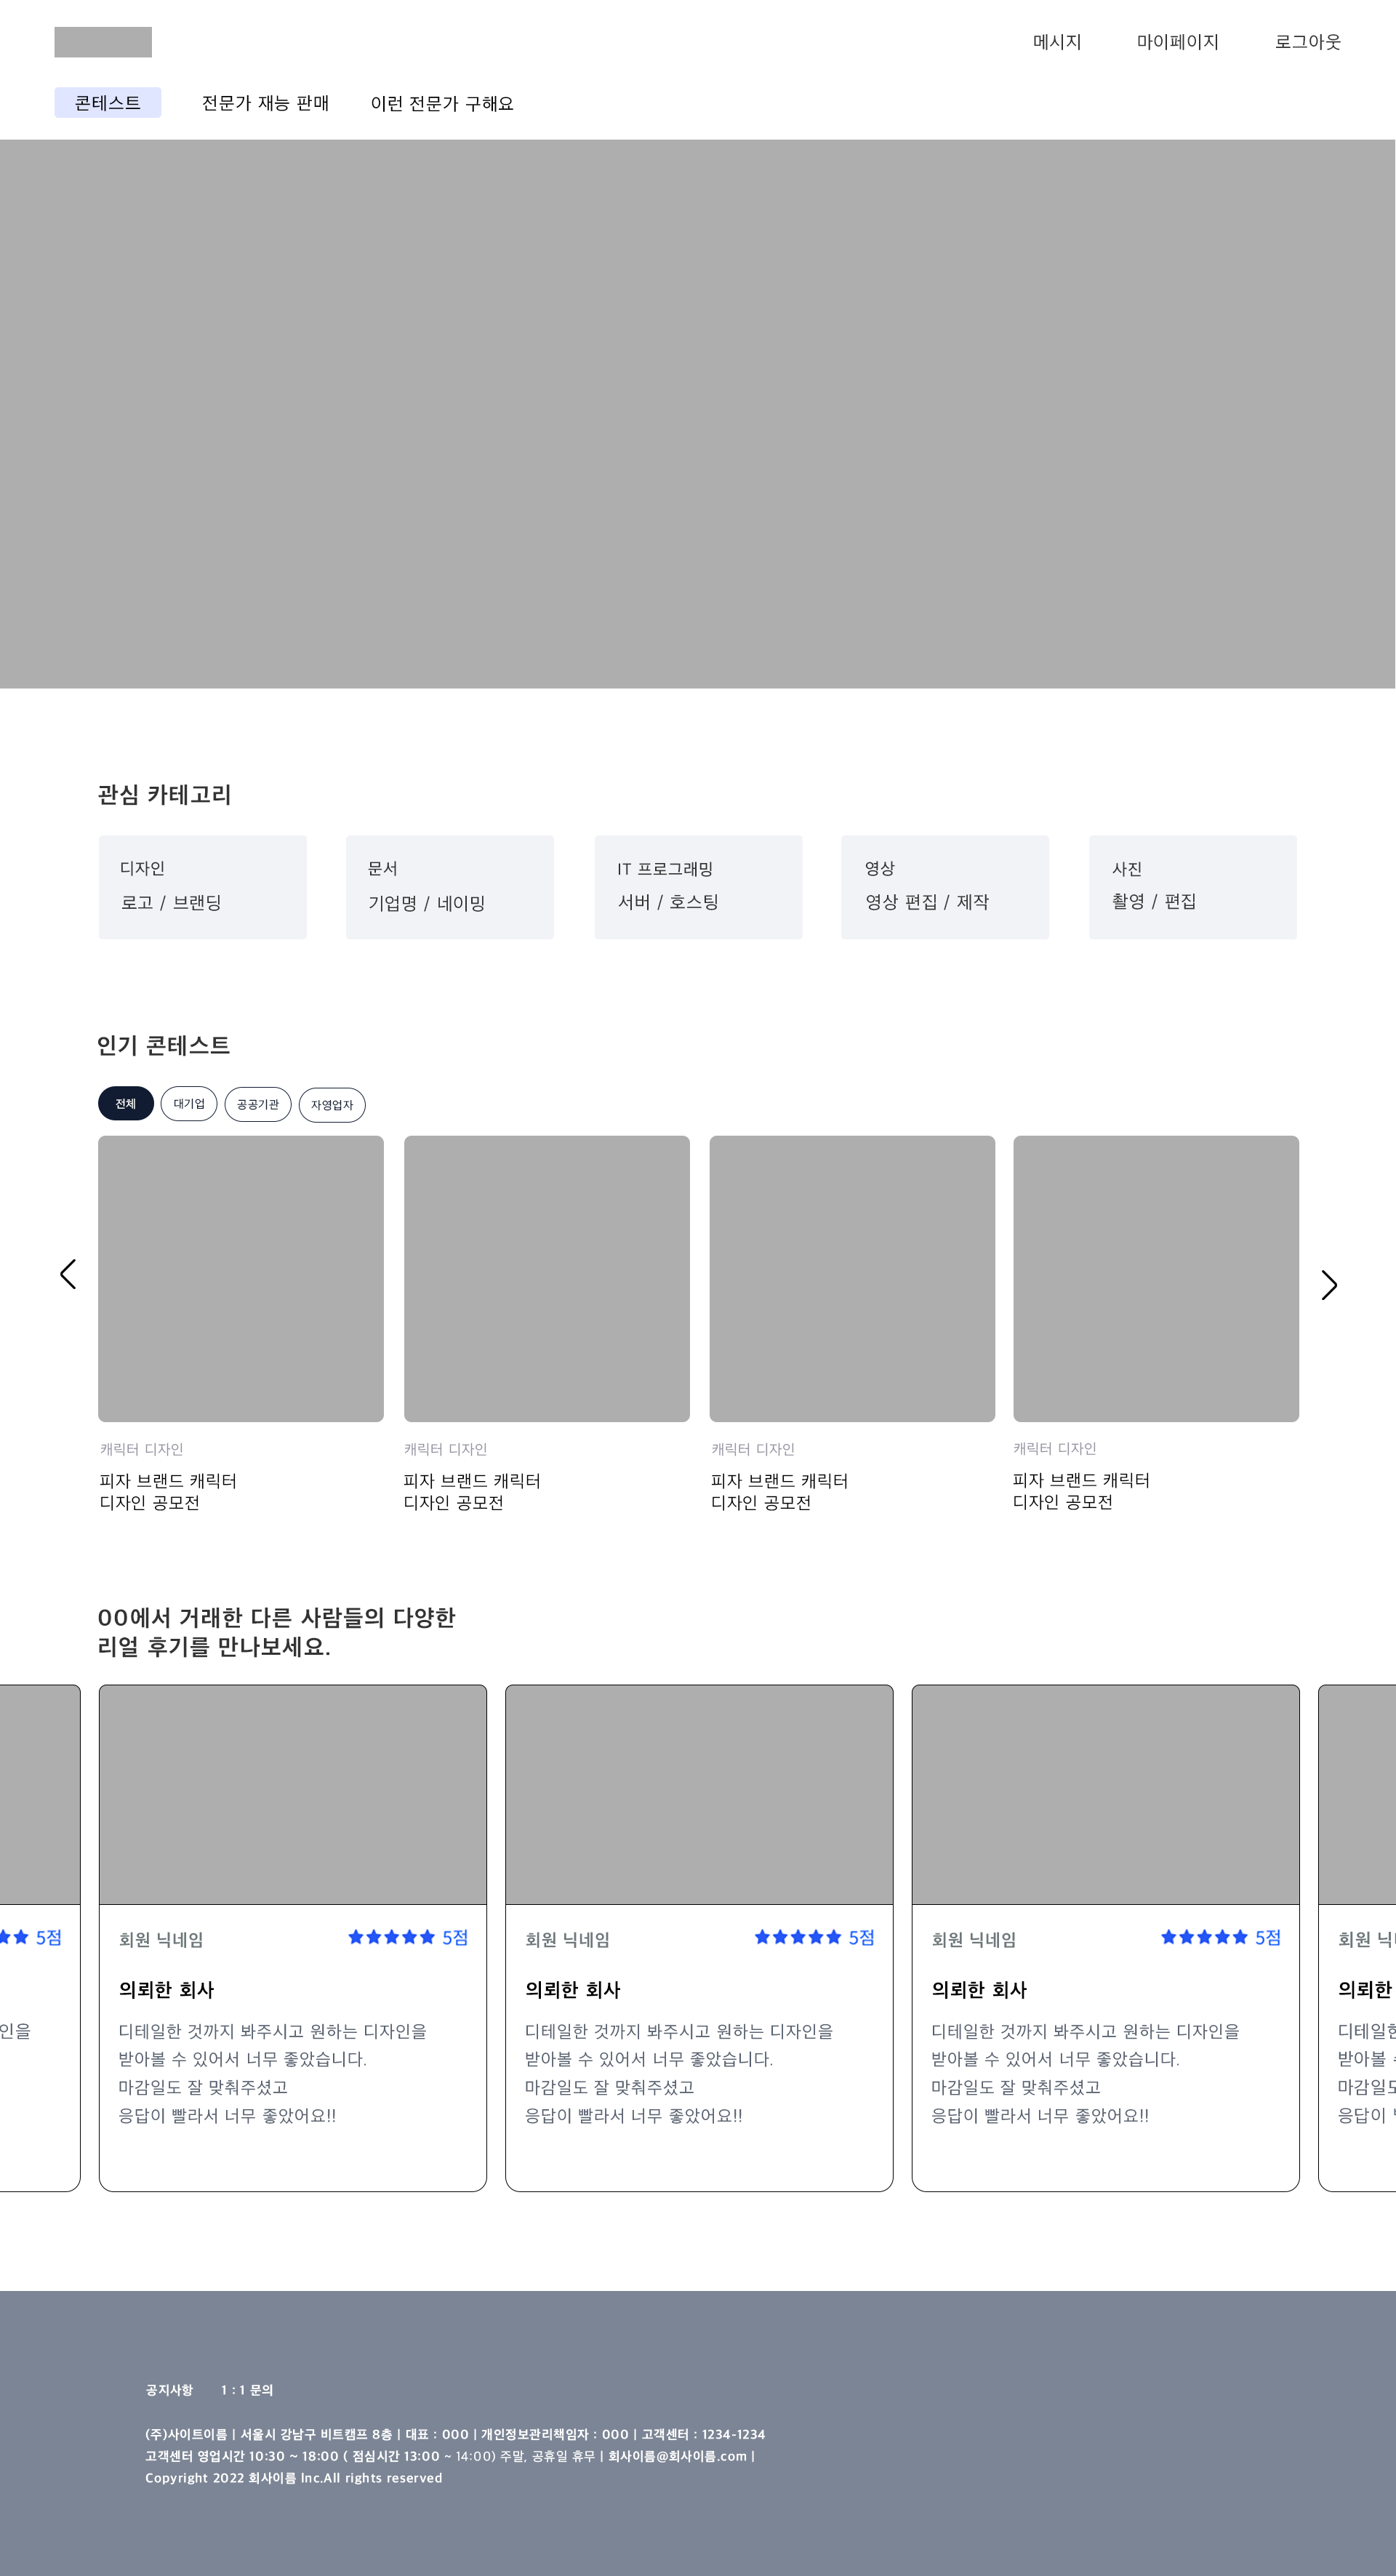 메시지 마이페이지 로그아웃
콘테스트 전문가 재능 판매 이런 전문가 구해요
관심 카테고리
디자인
로고 / 브랜딩
문서
기업명 / 네이밍
IT 프로그래밍
서버 / 호스팅
영상
영상 편집 / 제작
사진
촬영 / 편집
인기 콘테스트
전체 대기업 공공기관 자영업자
캐릭터 디자인
피자 브랜드 캐릭터
디자인 공모전
캐릭터 디자인
피자 브랜드 캐릭터
디자인 공모전
캐릭터 디자인
피자 브랜드 캐릭터
디자인 공모전
캐릭터 디자인
피자 브랜드 캐릭터
디자인 공모전
00에서 거래한 다른 사람들의 다양한
리얼 후기를 만나보세요.
5점
인을
회원 닉네임 5점
의뢰한 회사
디테일한 것까지 봐주시고 원하는 디자인을
받아볼 수 있어서 너무 좋았습니다.
마감일도 잘 맞춰주셨고
응답이 빨라서 너무 좋았어요!!
회원 닉네임 5점
의뢰한 회사
디테일한 것까지 봐주시고 원하는 디자인을
받아볼 수 있어서 너무 좋았습니다.
마감일도 잘 맞춰주셨고
응답이 빨라서 너무 좋았어요!!
회원 닉네임 5점
의뢰한 회사
디테일한 것까지 봐주시고 원하는 디자인을
받아볼 수 있어서 너무 좋았습니다.
마감일도 잘 맞춰주셨고
응답이 빨라서 너무 좋았어요!!
회원
의뢰한
디테일한
받아볼
마감일도
응답이
공지사항 1 : 1 문의
(주)사이트이름 | 서울시 강남구 비트캠프 8층 | 대표 : 000 | 개인정보관리책임자 : 000 | 고객센터 : 1234-1234
고객센터 영업시간 10:30 ~ 18:00 ( 점심시간 13:00 ~ 14:00) 주말, 공휴일 휴무 | 회사이름@회사이름.com |
Copyright 2022 회사이름 Inc.All rights reserved